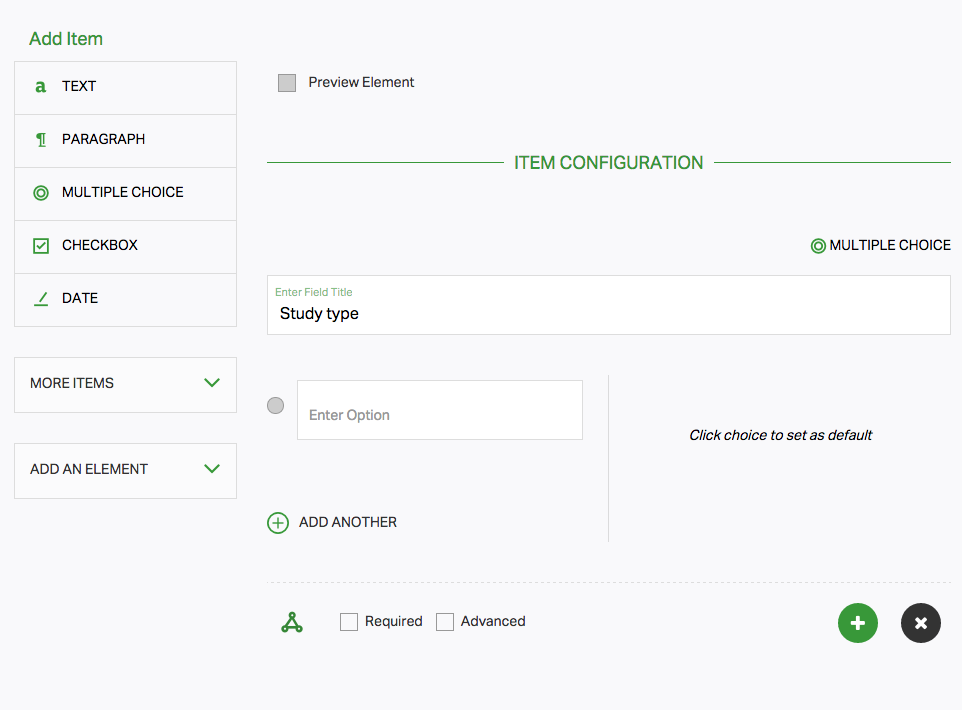 Add Item
a TEXT
¶ PARAGRAPH
MULTIPLE CHOICE
CHECKBOX
DATE
MORE ITEMS
ADD AN ELEMENT
Preview Element
ITEM CONFIGURATION
MULTIPLE CHOICE
Enter Field Title
Study type
Enter Option
Click choice to set as default
ADD ANOTHER
Required
Advanced